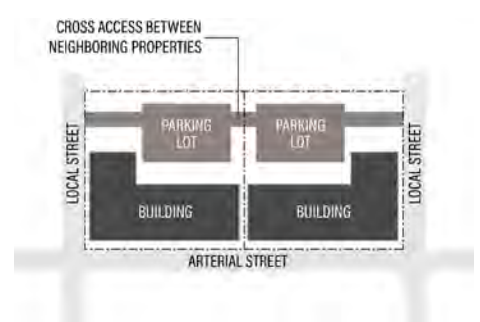 CROSS ACCESS BETWEEN
NEIGHBORING PROPERTIES
PARKING
LOT
PARKING
LOT
LOCAL STREET
LOCAL STREET
BUILDING
BUILDING
ARTERIAL STREET